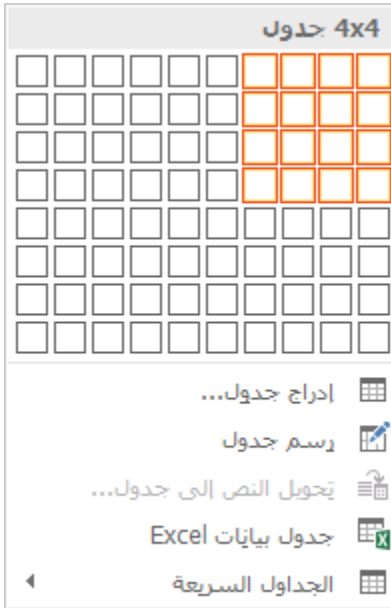 4x4 جدول
إدراج جدول...
رسم جدول
تحويل النص إلى جدول...
جدول بيانات Excel
الجداول السريعة